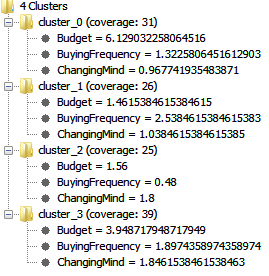 4 Clusters
cluster_0 (coverage: 31)
Budget = 6.129032258064516
BuyingFrequency = 1.3225806451612903
ChangingMind = 0.967741935483871
cluster_1 (coverage: 26)
Budget = 1.4615384615384615
BuyingFrequency = 2.5384615384615383
ChangingMind = 1.0384615384615385
cluster_2 (coverage: 25)
Budget = 1.56
BuyingFrequency = 0.48
ChangingMind = 1.8
cluster_3 (coverage: 39)
Budget = 3.948717948717949
BuyingFrequency = 1.8974358974358974
ChangingMind = 1.8461538461538463